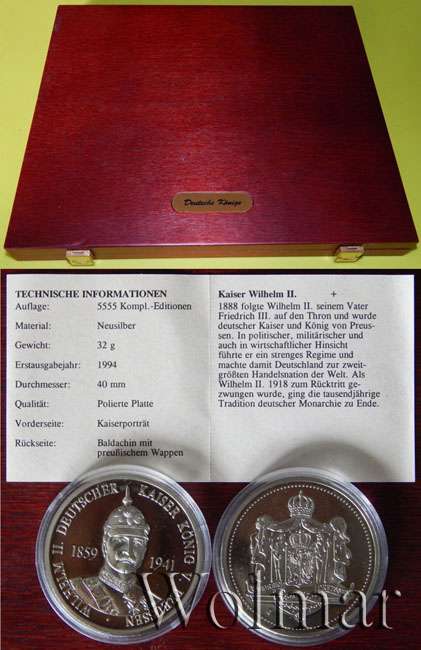 Deutsche Könige
TECHNISCHE INFORMATIONEN
Auflage: 5555 Kompl.-Editionen
Material: Neusilber
Gewicht: 32 g
Erstausgabejahr: 1994
Durchmesser: 40 mm
Qualität: Polierte Platte
Vorderseite: Kaiserporträt
Rückseite: Baldachin mit
preußischem Wappen
Kaiser Wilhelm II. +
1888 folgte Wilhelm II. seinem Vater
Friedrich III. auf den Thron und wurde
deutscher Kaiser und König von Preus-
sen. In politischer, militärischer und
auch in wirtschaftlicher Hinsicht
führte er ein strenges Regime und
machte damit Deutschland zur zweit-
größten Handelsnation der Welt. Als
Wilhelm II. 1918 zum Rücktritt ge-
zwungen wurde, ging die tausendjährige
Tradition deutscher Monarchie zu Ende.
WILHELM II. DEUTSCHER KAISER KÖNIG V. PREUSSEN
1859
1941
Wolmar